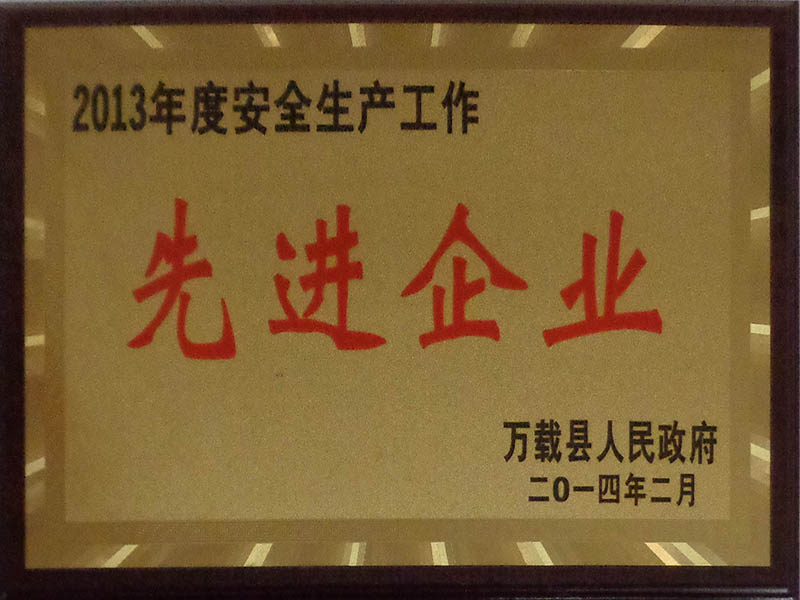 2013年度安全生产工作
先进企业
万载县人民政府
二0一四年二月